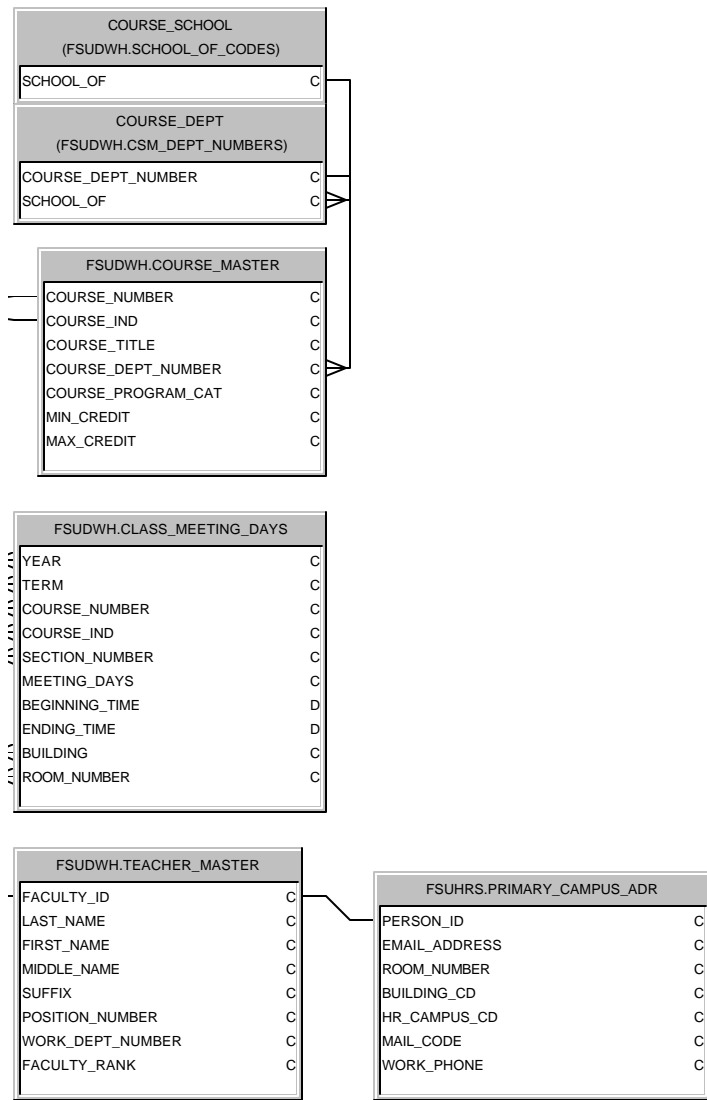 COURSE_SCHOOL
(FSUDWH.SCHOOL_OF_CODES)
SCHOOL_OF C
COURSE_DEPT
(FSUDWH.CSM_DEPT_NUMBERS)
COURSE_DEPT_NUMBER C
SCHOOL_OF C
FSUDWH.COURSE_MASTER
COURSE_NUMBER C
COURSE_IND C
COURSE_TITLE C
COURSE_DEPT_NUMBER C
COURSE_PROGRAM_CAT C
MIN_CREDIT C
MAX_CREDIT C
FSUDWH.CLASS_MEETING_DAYS
YEAR C
TERM C
COURSE_NUMBER C
COURSE_IND C
SECTION_NUMBER C
MEETING_DAYS C
BEGINNING_TIME D
ENDING_TIME D
BUILDING C
ROOM_NUMBER C
FSUDWH.TEACHER_MASTER
FACULTY_ID C
LAST_NAME C
FIRST_NAME C
MIDDLE_NAME C
SUFFIX C
POSITION_NUMBER C
WORK_DEPT_NUMBER C
FACULTY_RANK C
FSUHRS.PRIMARY_CAMPUS_ADR
PERSON_ID C
EMAIL_ADDRESS C
ROOM_NUMBER C
BUILDING_CD C
HR_CAMPUS_CD C
MAIL_CODE C
WORK_PHONE C